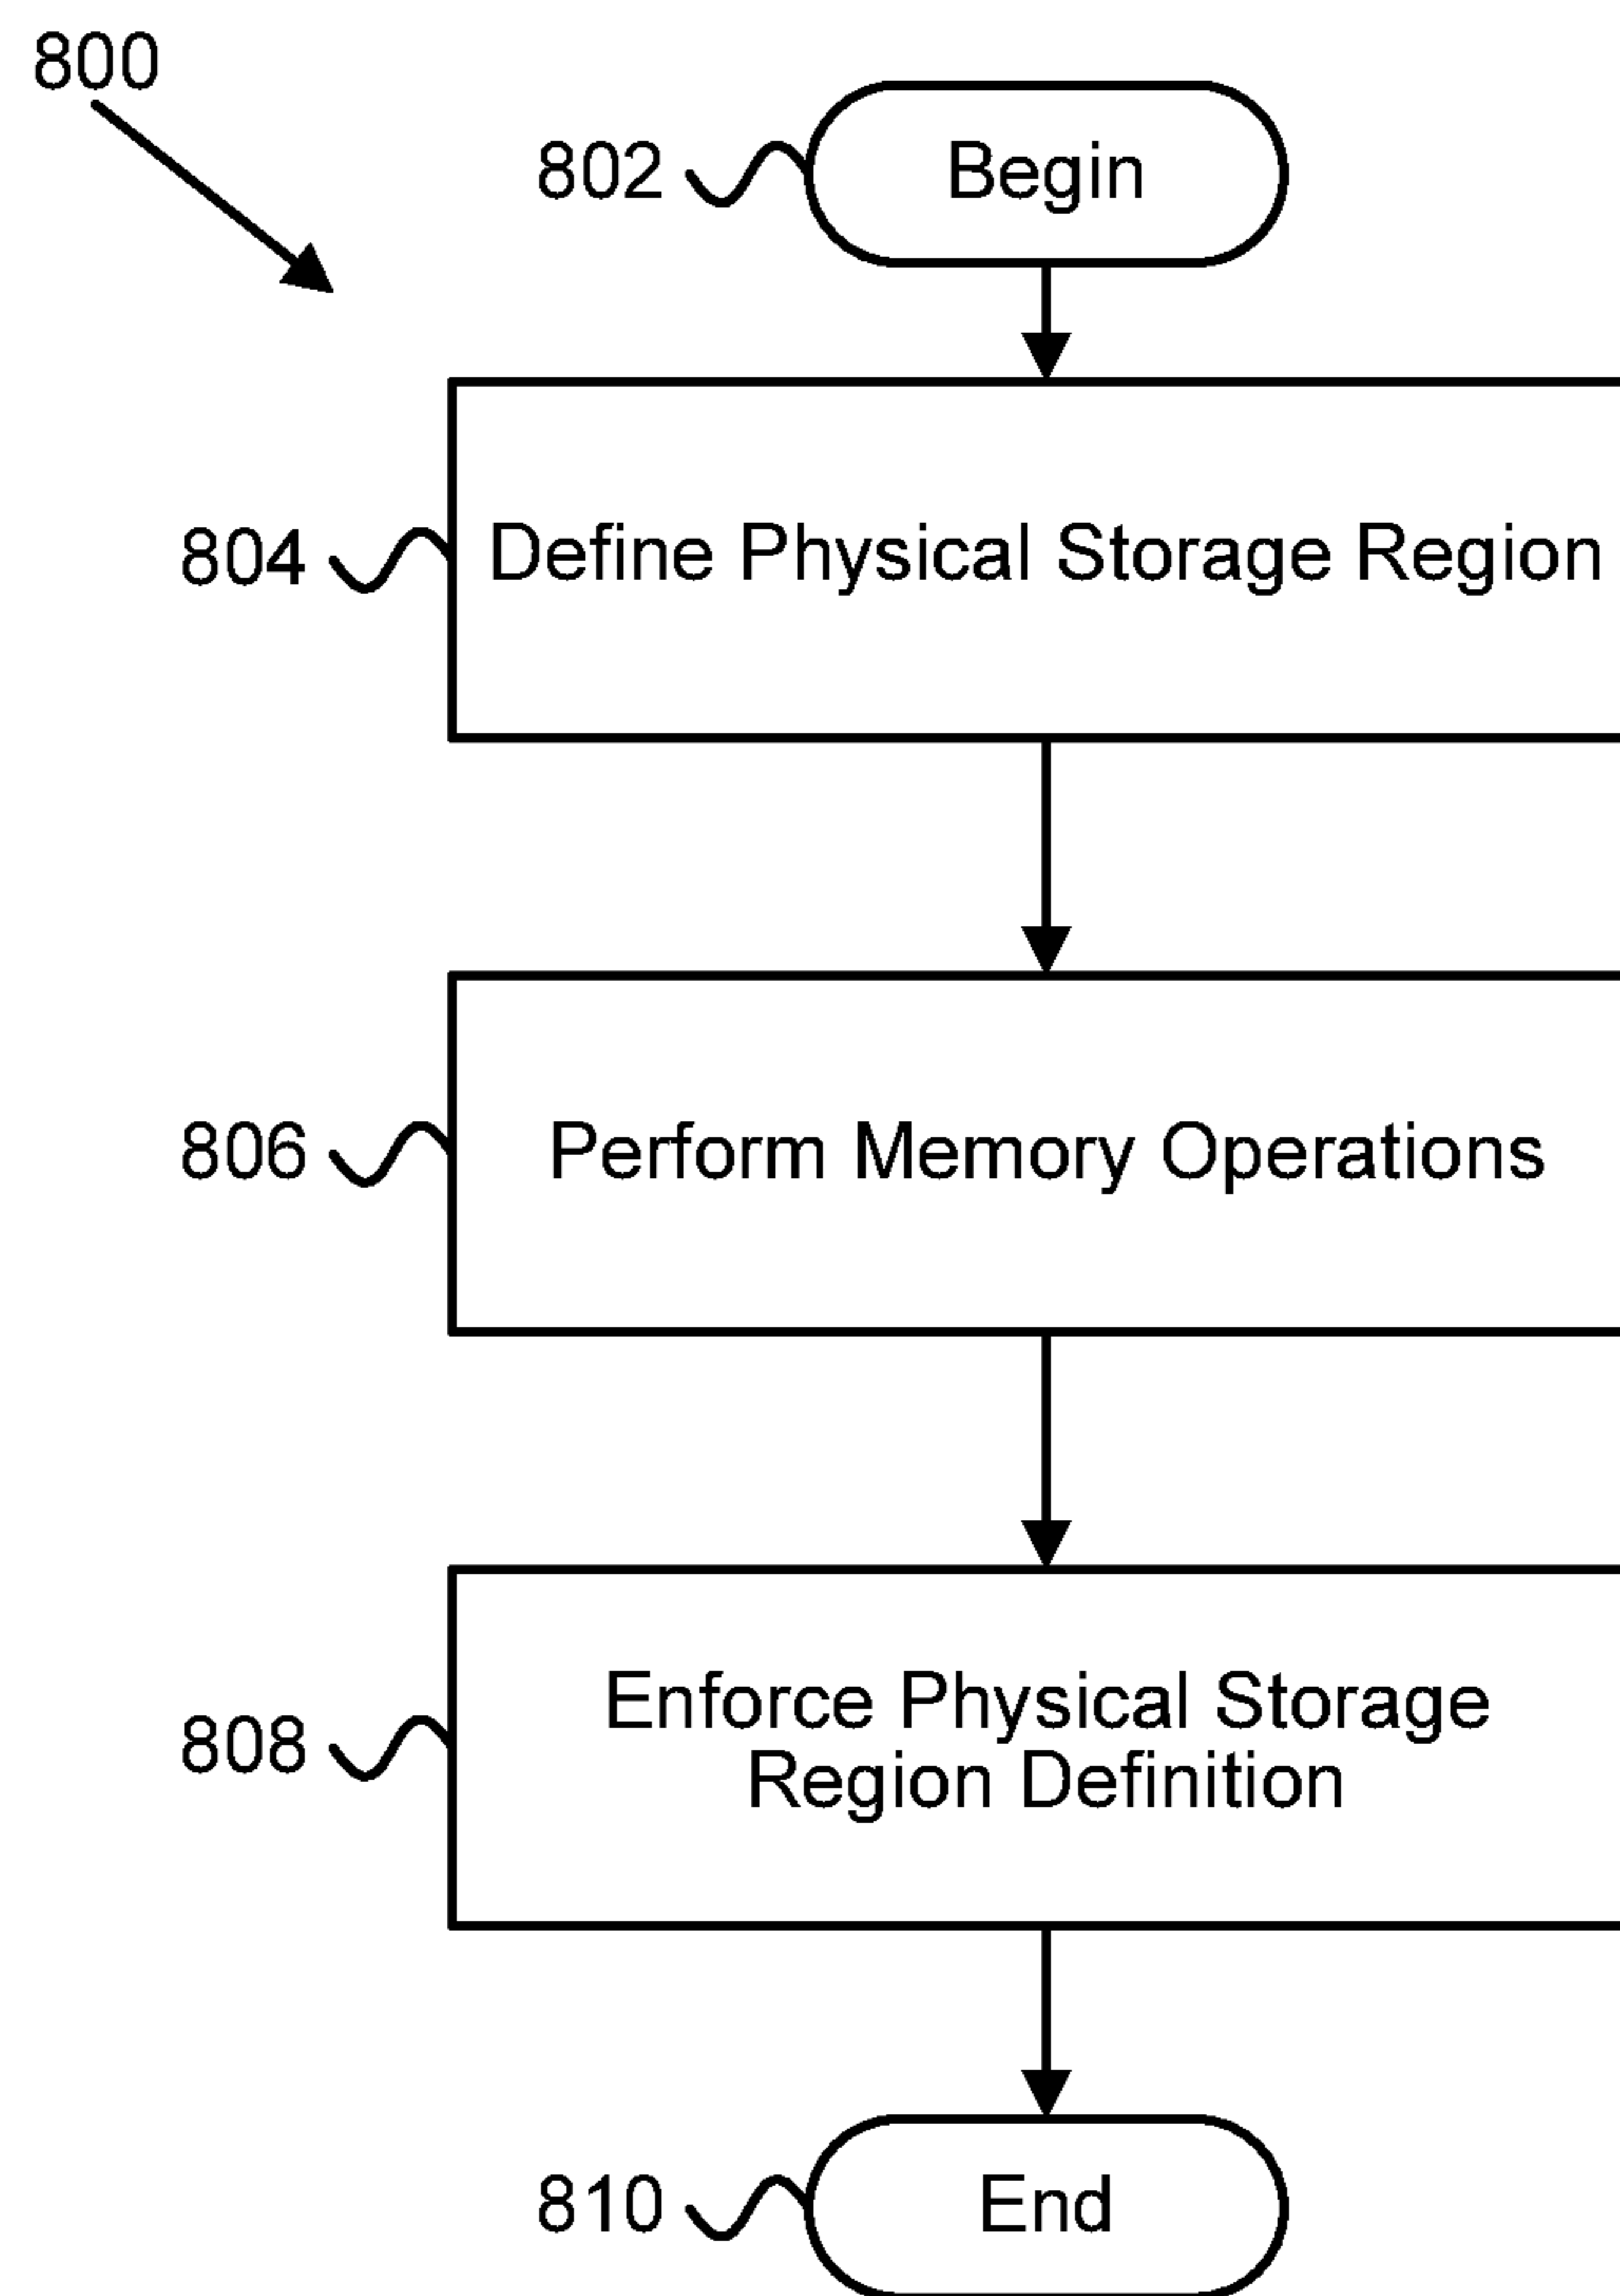 800
802
Begin
804
Define Physical Storage Region
806
Perform Memory Operations
808
Enforce Physical Storage
Region Definition
810
End